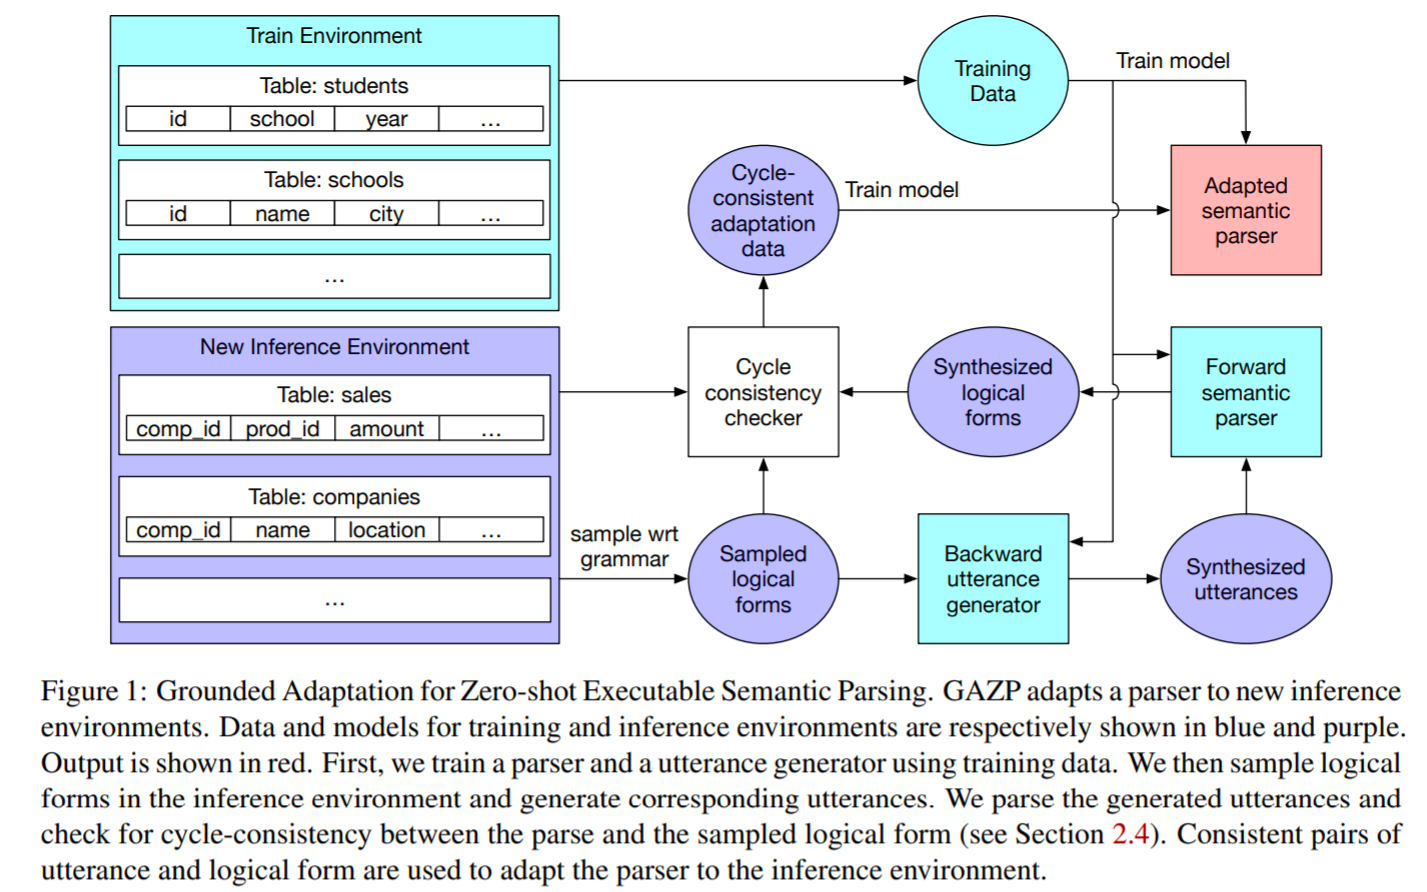 Train Environment
Table: students
id school year ...
Table: schools
id name city ...
...
New Inference Environment
Table: sales
comp_id prod_id amount ...
Table: companies
comp_id name location ...
...
sample wrt
grammar
Training
Data
Train model
Cycle-
consistent
adaptation
data
Train model
Adapted
semantic
parser
Cycle
consistency
checker
Synthesized
logical
forms
Forward
semantic
parser
Sampled
logical
forms
Backward
utterance
generator
Synthesized
utterances
Figure 1: Grounded Adaptation for Zero-shot Executable Semantic Parsing. GAZP adapts a parser to new inference
environments. Data and models for training and inference environments are respectively shown in blue and purple.
Output is shown in red. First, we train a parser and a utterance generator using training data. We then sample logical
forms in the inference environment and generate corresponding utterances. We parse the generated utterances and
check for cycle-consistency between the parse and the sampled logical form (see Section 2.4). Consistent pairs of
utterance and logical form are used to adapt the parser to the inference environment.